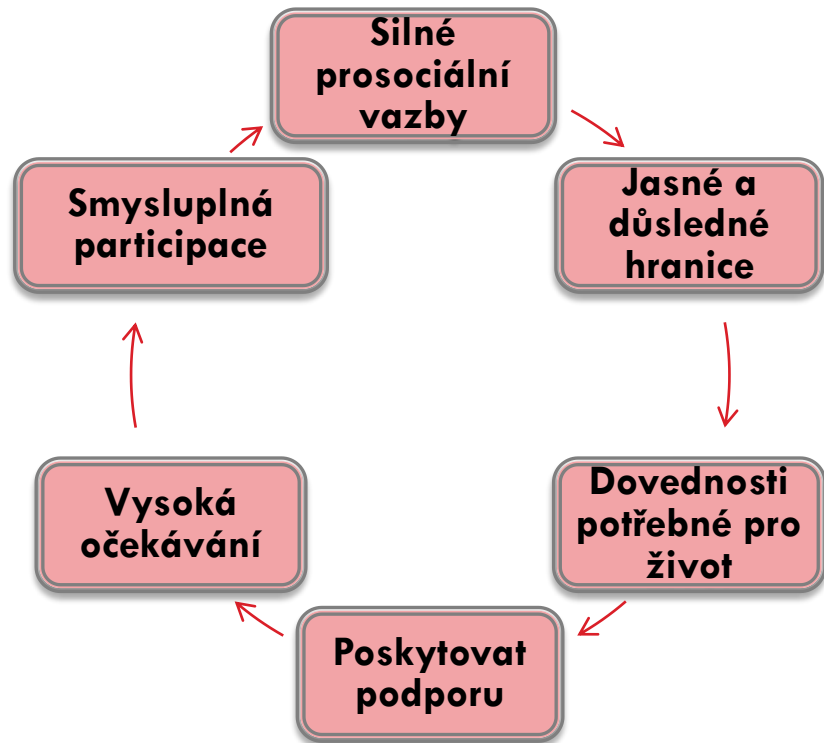 Silné
prosociální
vazby
Jasné a
důsledné
hranice
Dovednosti
potřebné pro
život
Poskytovat
podporu
Vysoká
očekávání
Smysluplná
participace